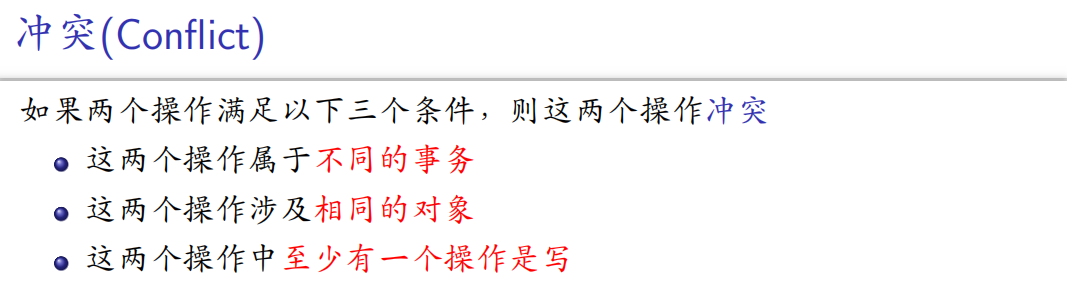 冲突(Conflict)
如果两个操作满足以下三个条件，则这两个操作冲突
这两个操作属于不同的事务
这两个操作涉及相同的对象
这两个操作中至少有一个操作是写